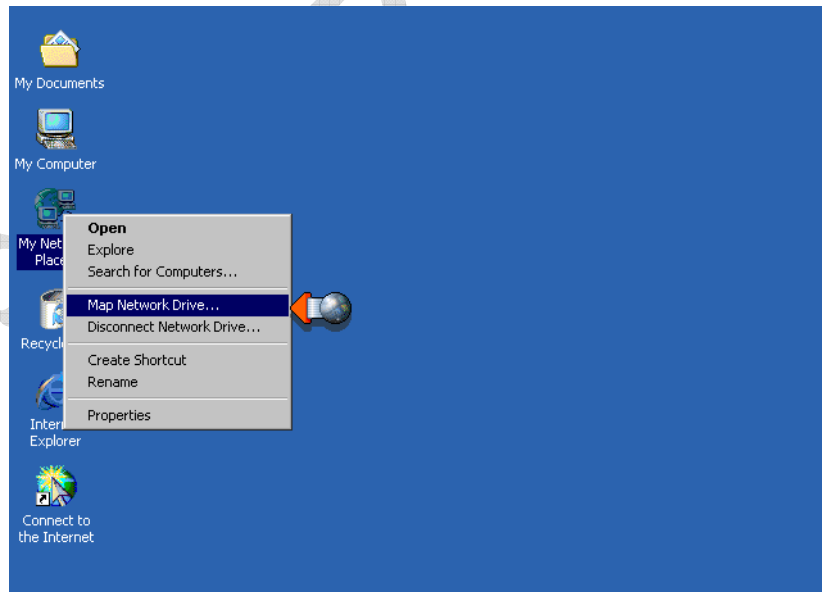 My Documents
My Computer
My Net
Place
Open
Explore
Search for Computers...
Map Network Drive...
Disconnect Network Drive...
Create Shortcut
Rename
Properties
Recycl
Inter
Explorer
Connect to
the Internet